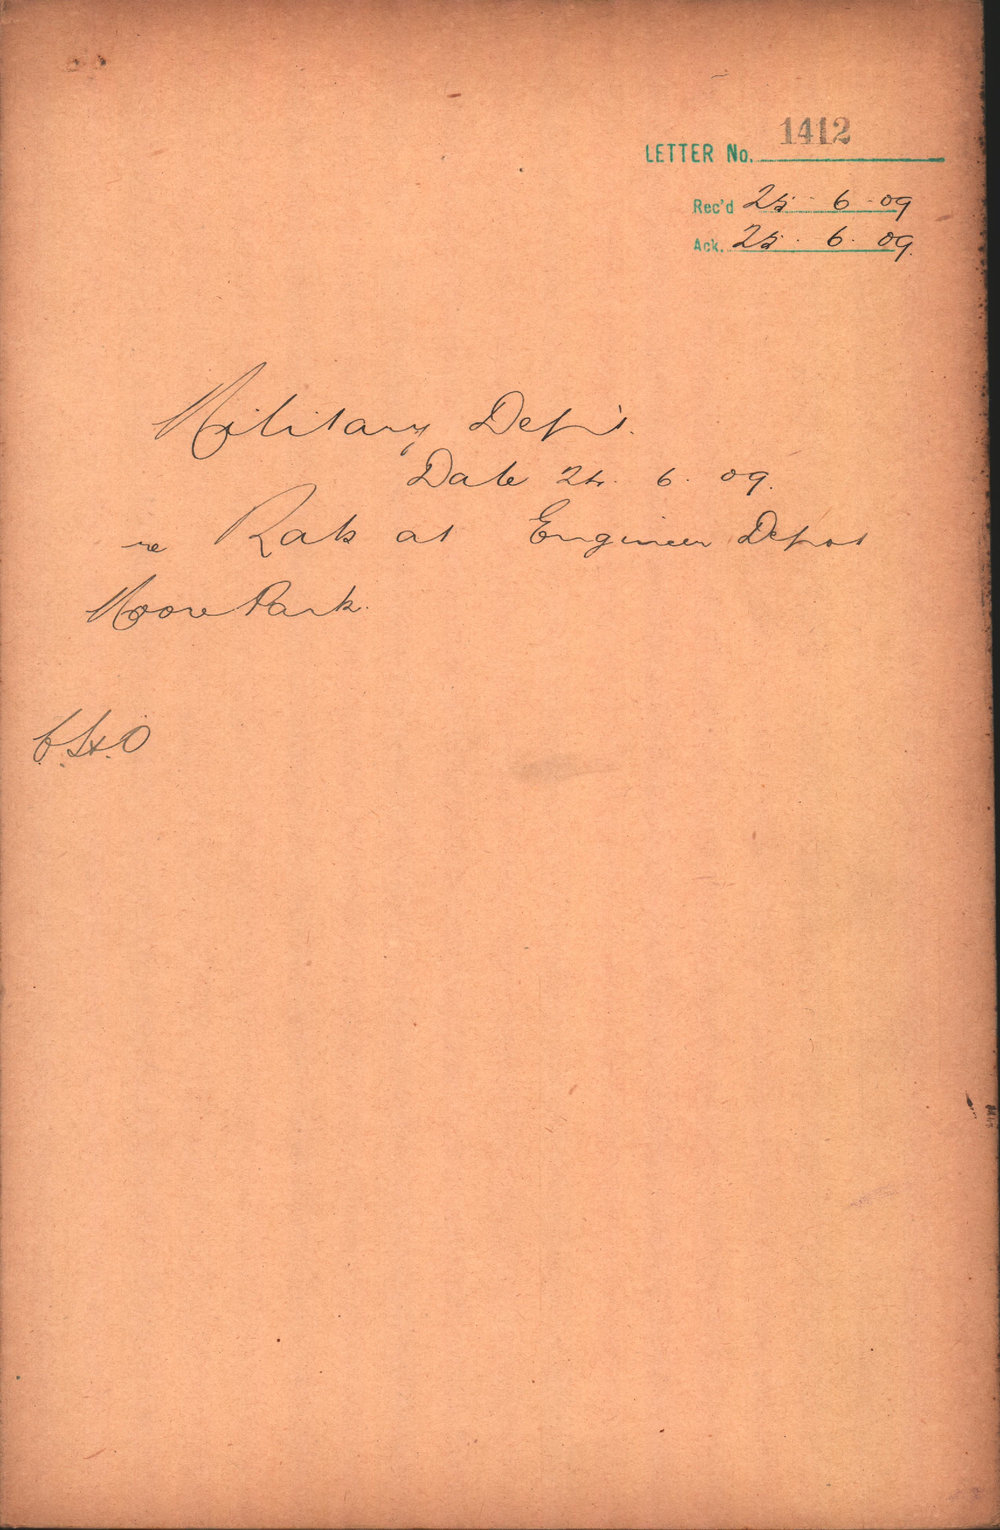 LETTER No. 1412
Rec'd 25 · 6 · 09
Ack. 25 · 6 · 09.
Military Dep't.
Date 24. 6. 09.
re Rats at Engineer Depot
Moore Park.
C.H.O